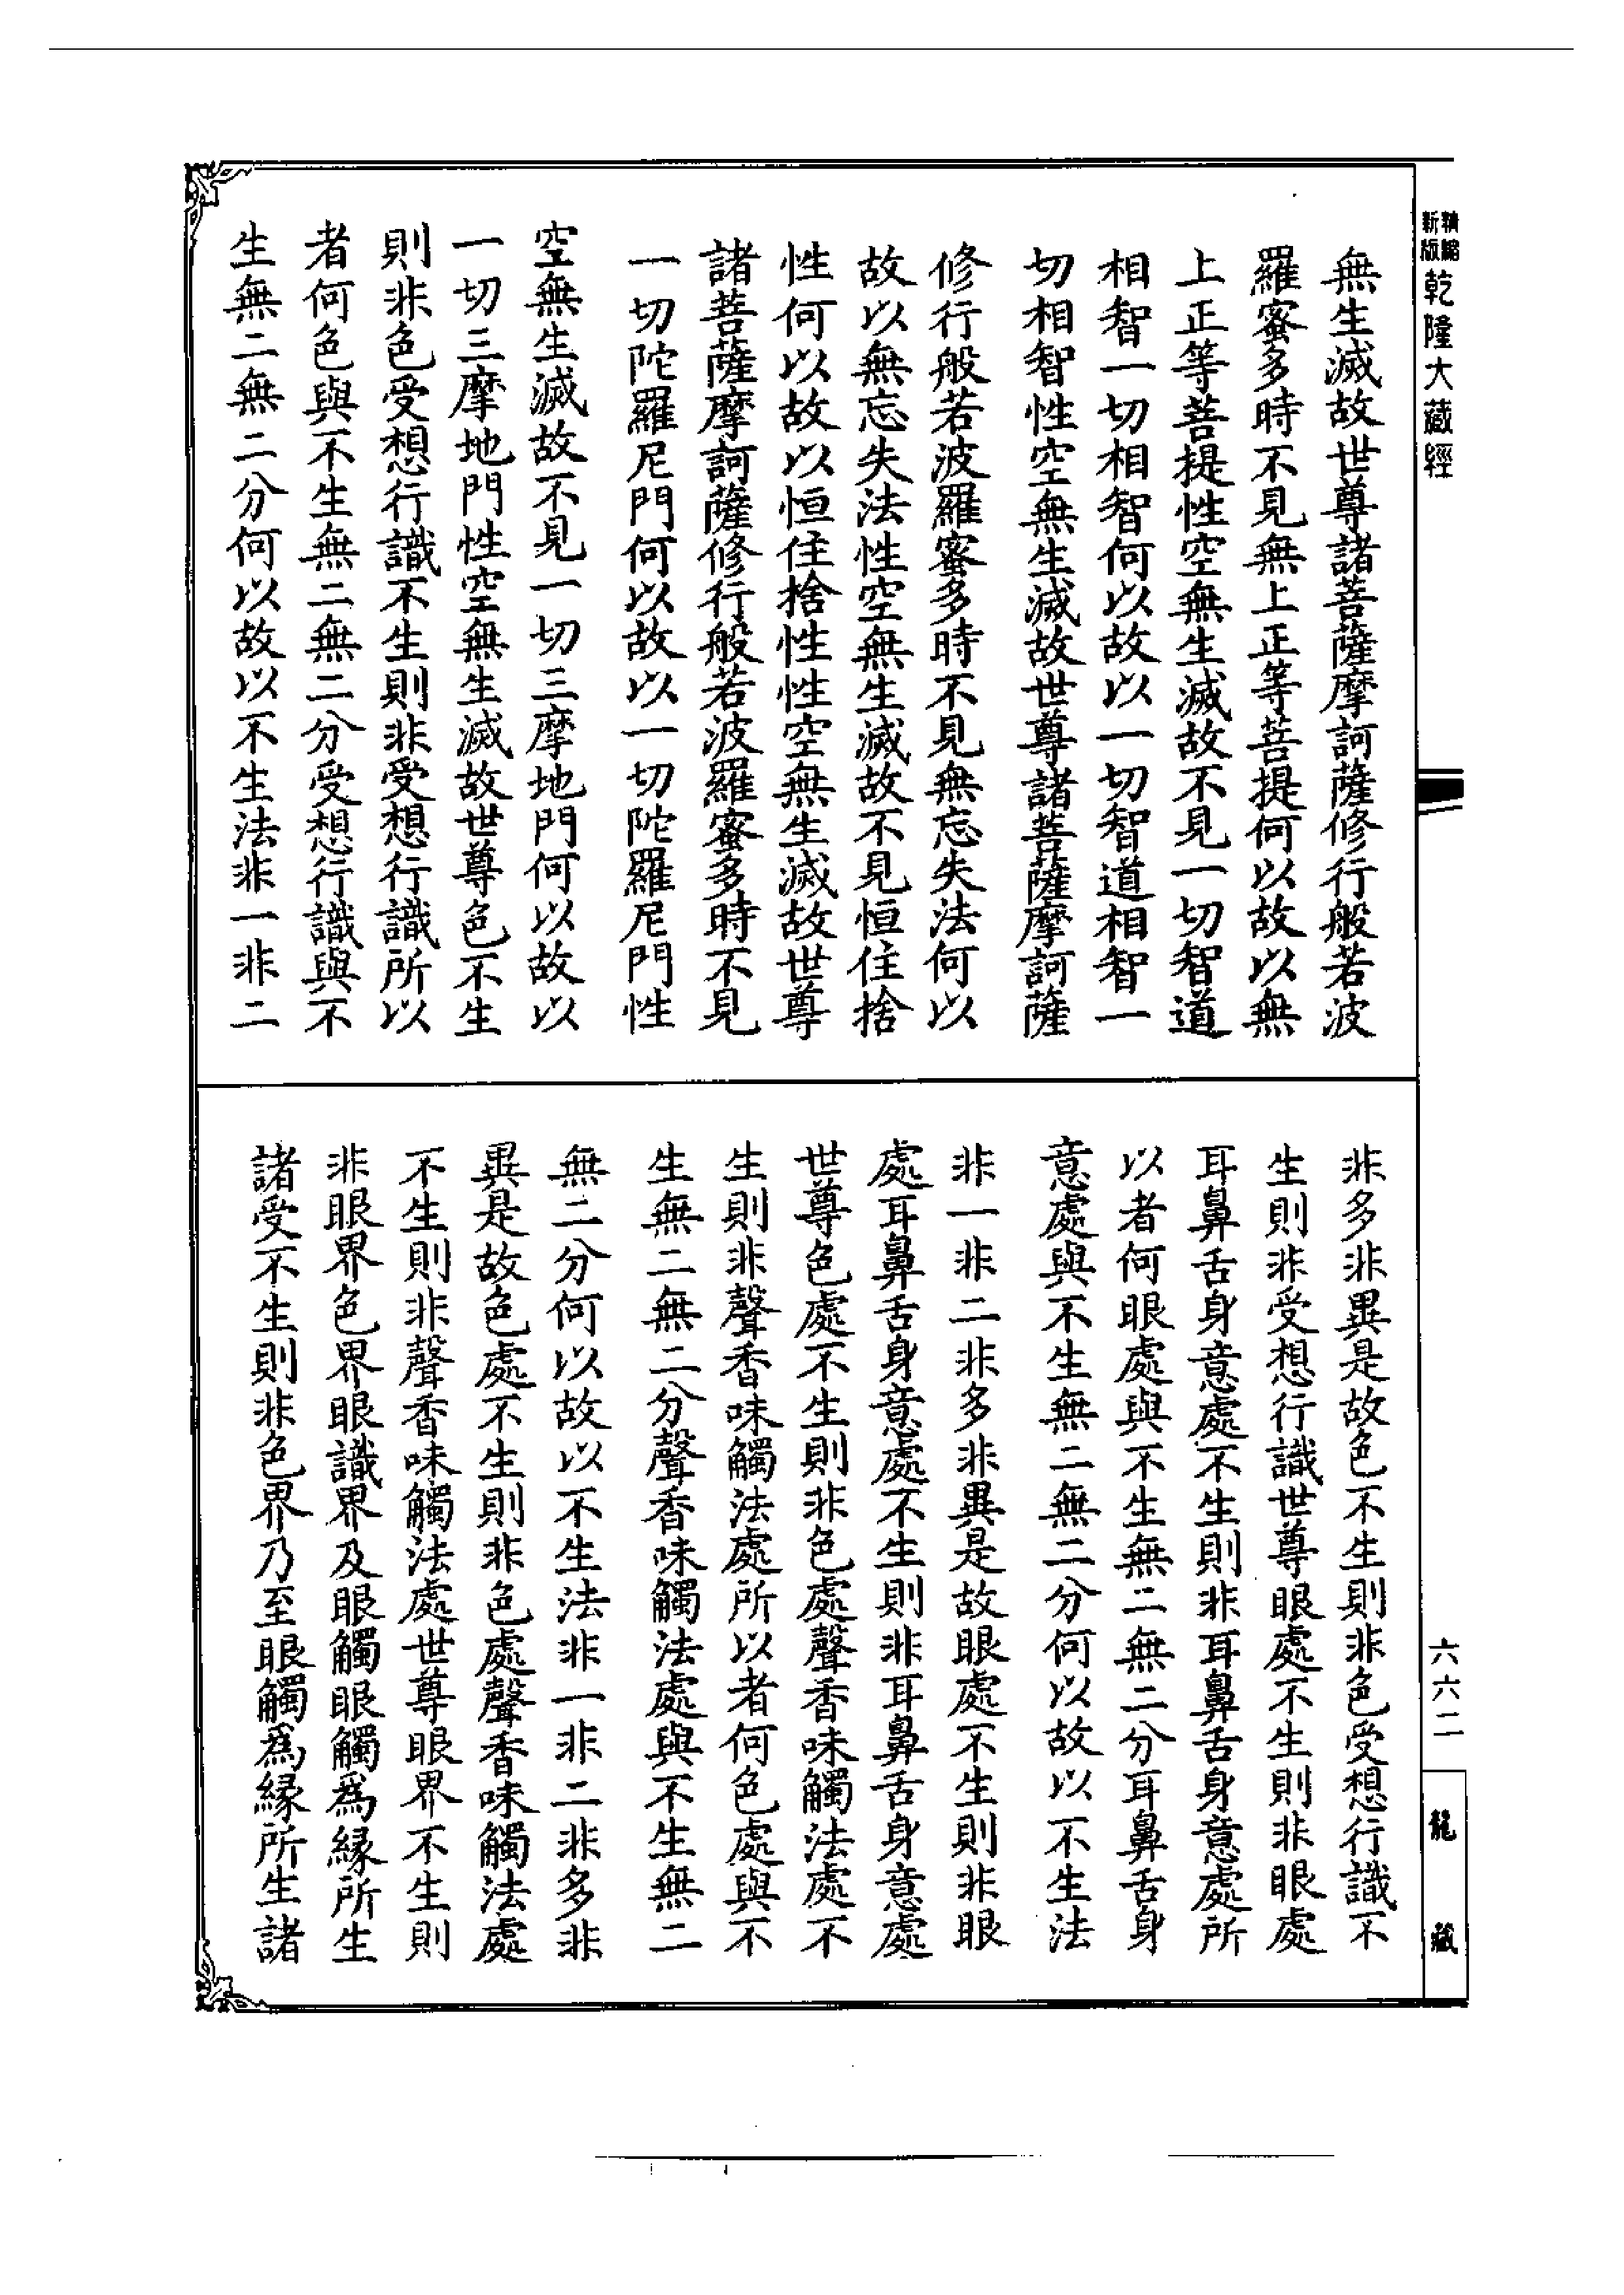 精縮新版乾隆大藏經
無生滅故世尊諸菩薩摩訶薩修行般若波
羅蜜多時不見無上正等菩提何以故以無
上正等菩提性空無生滅故不見一切智道
相智一切相智何以故以一切智道相智一
切相智性空無生滅故世尊諸菩薩摩訶薩
修行般若波羅蜜多時不見無忘失法何以
故以無忘失法性空無生滅故不見恒住捨
性何以故以恒住捨性性空無生滅故世尊
諸菩薩摩訶薩修行般若波羅蜜多時不見
一切陀羅尼門何以故以一切陀羅尼門性
空無生滅故不見一切三摩地門何以故以
一切三摩地門性空無生滅故世尊色不生
則非色受想行識不生則非受想行識所以
者何色與不生無二無二分受想行識與不
生無二無二分何以故以不生法非一非二
非多非異是故色不生則非色受想行識不
生則非受想行識世尊眼處不生則非眼處
耳鼻舌身意處不生則非耳鼻舌身意處所
以者何眼處與不生無二無二分耳鼻舌身
意處與不生無二無二分何以故以不生法
非一非二非多非異是故眼處不生則非眼
處耳鼻舌身意處不生則非耳鼻舌身意處
世尊色處不生則非色處聲香味觸法處不
生則非聲香味觸法處所以者何色處與不
生無二無二分聲香味觸法處與不生無二
無二分何以故以不生法非一非二非多非
異是故色處不生則非色處聲香味觸法處
不生則非聲香味觸法處世尊眼界不生則
非眼界色界眼識界及眼觸眼觸爲縁所生
諸受不生則非色界乃至眼觸爲縁所生諸
六六二
龍藏